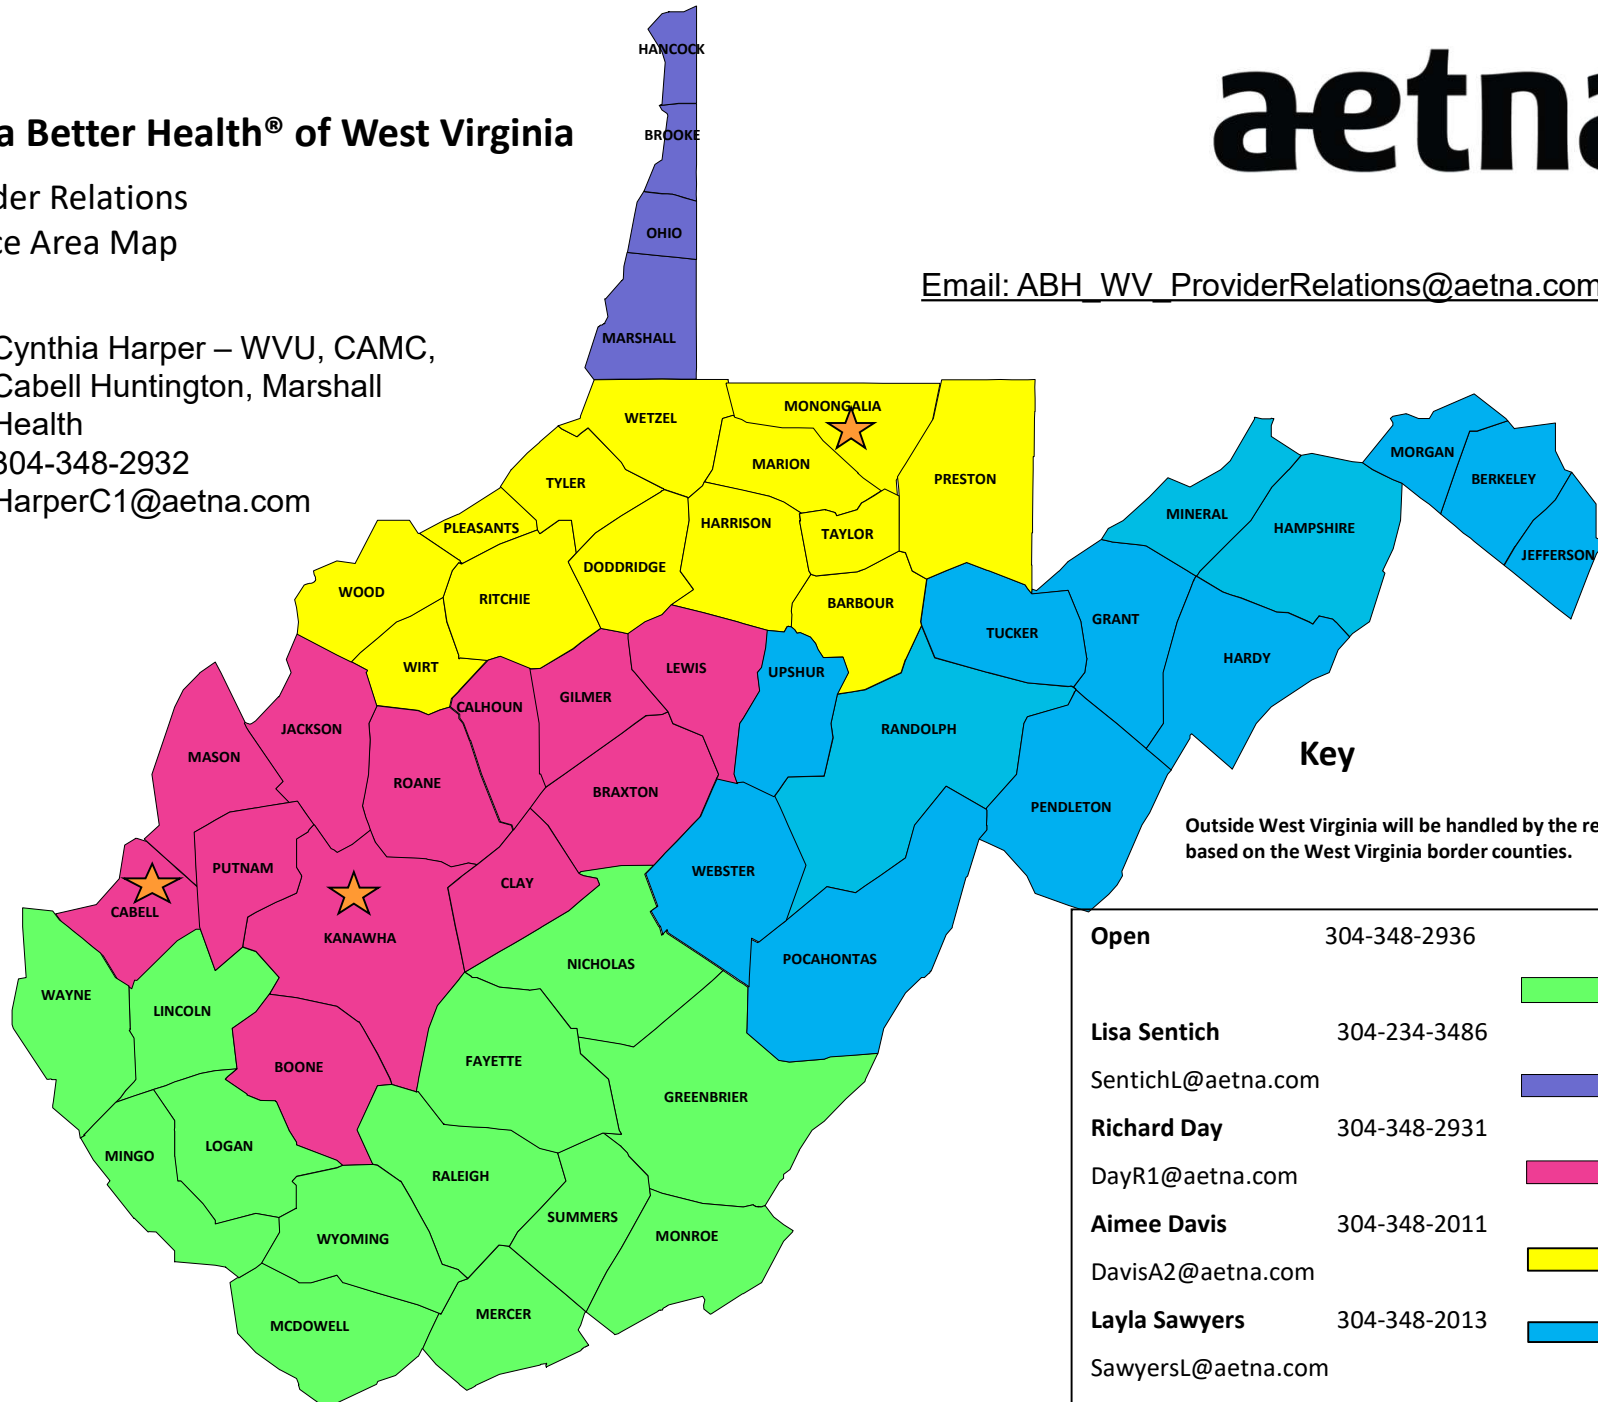 aetna
a Better Health® of West Virginia
der Relations
ce Area Map
Email: ABH_WV_ProviderRelations@aetna.com
Cynthia Harper – WVU, CAMC,
Cabell Huntington, Marshall
Health
304-348-2932
HarperC1@aetna.com
HANCOCK
BROOKE
OHIO
MARSHALL
WETZEL
MONONGALIA
MARION
PRESTON
TYLER
PLEASANTS
HARRISON
TAYLOR
DODDRIDGE
WOOD
RITCHIE
BARBOUR
WIRT
MORGAN
BERKELEY
JEFFERSON
MINERAL
HAMPSHIRE
GRANT
TUCKER
HARDY
LEWIS
UPSHUR
GILMER
CALHOUN
JACKSON
MASON
ROANE
RANDOLPH
BRAXTON
PENDLETON
PUTNAM
CLAY
WEBSTER
CABELL
KANAWHA
POCAHONTAS
NICHOLAS
WAYNE
LINCOLN
BOONE
FAYETTE
GREENBRIER
MINGO
LOGAN
RALEIGH
SUMMERS
MONROE
WYOMING
MERCER
MCDOWELL
Key
Outside West Virginia will be handled by the re
based on the West Virginia border counties.
Open 304-348-2936
Lisa Sentich 304-234-3486
SentichL@aetna.com
Richard Day 304-348-2931
DayR1@aetna.com
Aimee Davis 304-348-2011
DavisA2@aetna.com
Layla Sawyers 304-348-2013
SawyersL@aetna.com